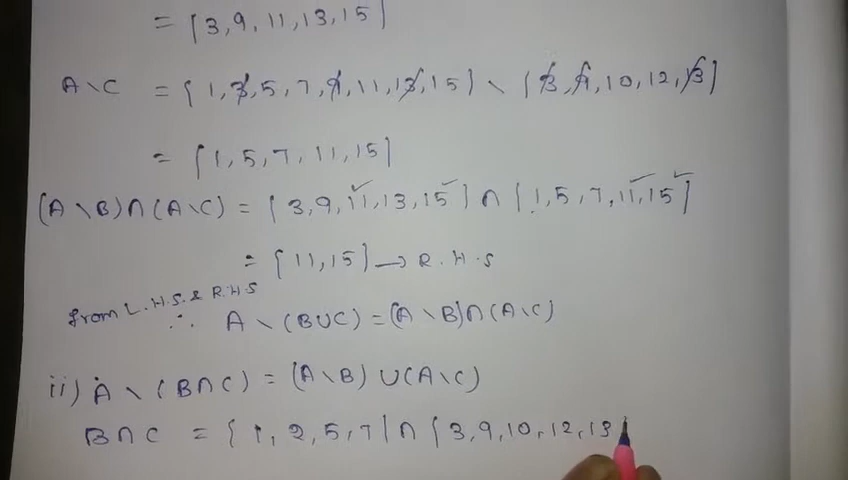 = {3, 9, 11, 13, 15}
A \ C = {1, 3, 5, 7, 9, 11, 13, 15} \ {3, 9, 10, 12, 13}
= {1, 5, 7, 11, 15}
(A \ B) ∩ (A \ C) = {3, 9, 11, 13, 15} ∩ {1, 5, 7, 11, 15}
= {11, 15} → R.H.S
from L.H.S & R.H.S
∴ A \ (B∪C) = (A \ B) ∩ (A \ C)
ii) A \ (B∩C) = (A \ B) ∪ (A \ C)
B∩C = {1, 2, 5, 7} ∩ {3, 9, 10, 12, 13